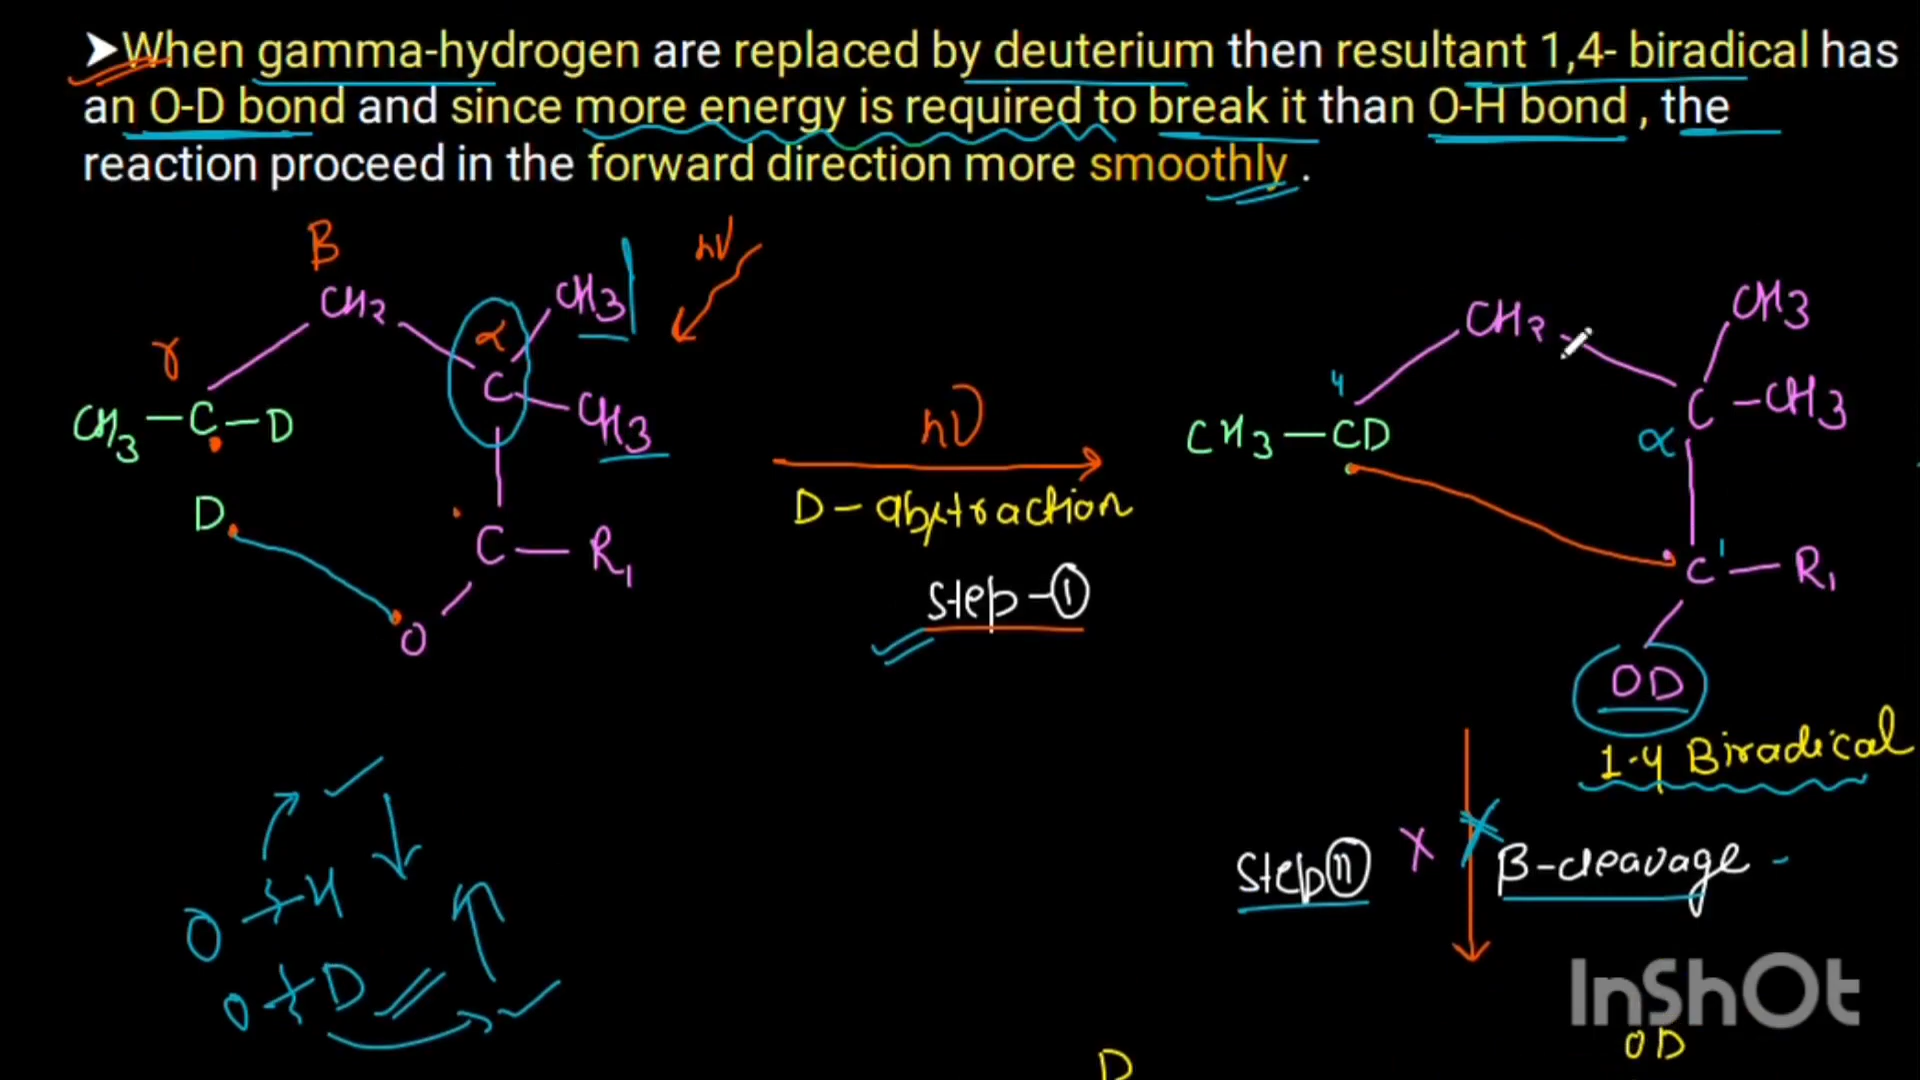 ➤When gamma-hydrogen are replaced by deuterium then resultant 1,4- biradical has
an O-D bond and since more energy is required to break it than O-H bond , the
reaction proceed in the forward direction more smoothly .
B
CH2
α
CH3
hν
γ
CH3-C-D
C
CH3
D
C-R1
O
hν
D-abstraction
Step-①
CH2
CH3
4
CH3-CD
C-CH3
α
C1-R1
OD
1-4 Biradical
Step⑪ X β-cleavage -
O-H
O-D
InShOt
OD
D